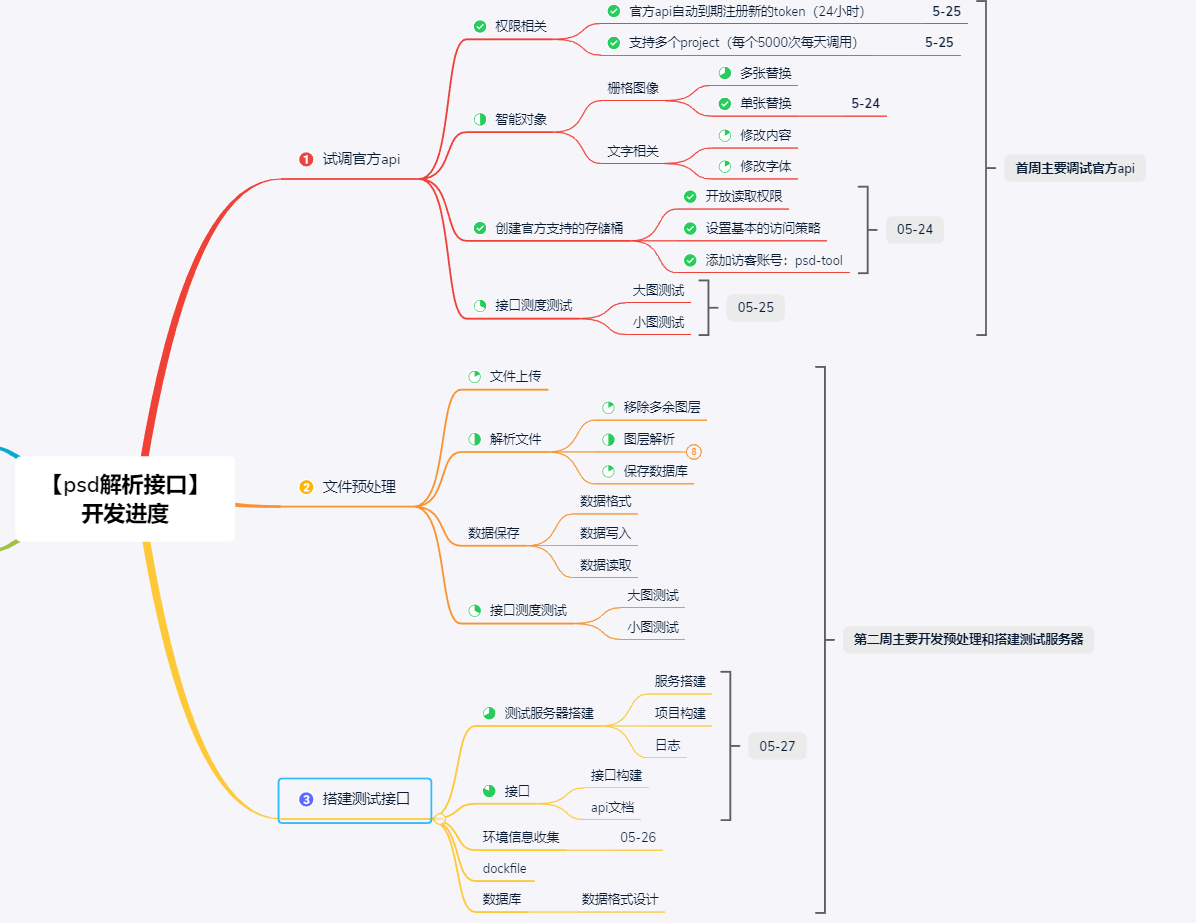 【psd解析接口】
开发进度
1 试调官方api
权限相关
官方api自动到期注册新的token（24小时） 5-25
支持多个project（每个5000次每天调用） 5-25
智能对象
栅格图像
多张替换
单张替换 5-24
文字相关
修改内容
修改字体
创建官方支持的存储桶
开放读取权限
设置基本的访问策略
添加访客账号：psd-tool
05-24
接口测度测试
大图测试
小图测试
05-25
首周主要调试官方api
2 文件预处理
文件上传
解析文件
移除多余图层
图层解析 8
保存数据库
数据保存
数据格式
数据写入
数据读取
接口测度测试
大图测试
小图测试
3 搭建测试接口
测试服务器搭建
服务搭建
项目构建
日志
接口
接口构建
api文档
05-27
环境信息收集 05-26
dockfile
数据库 数据格式设计
第二周主要开发预处理和搭建测试服务器